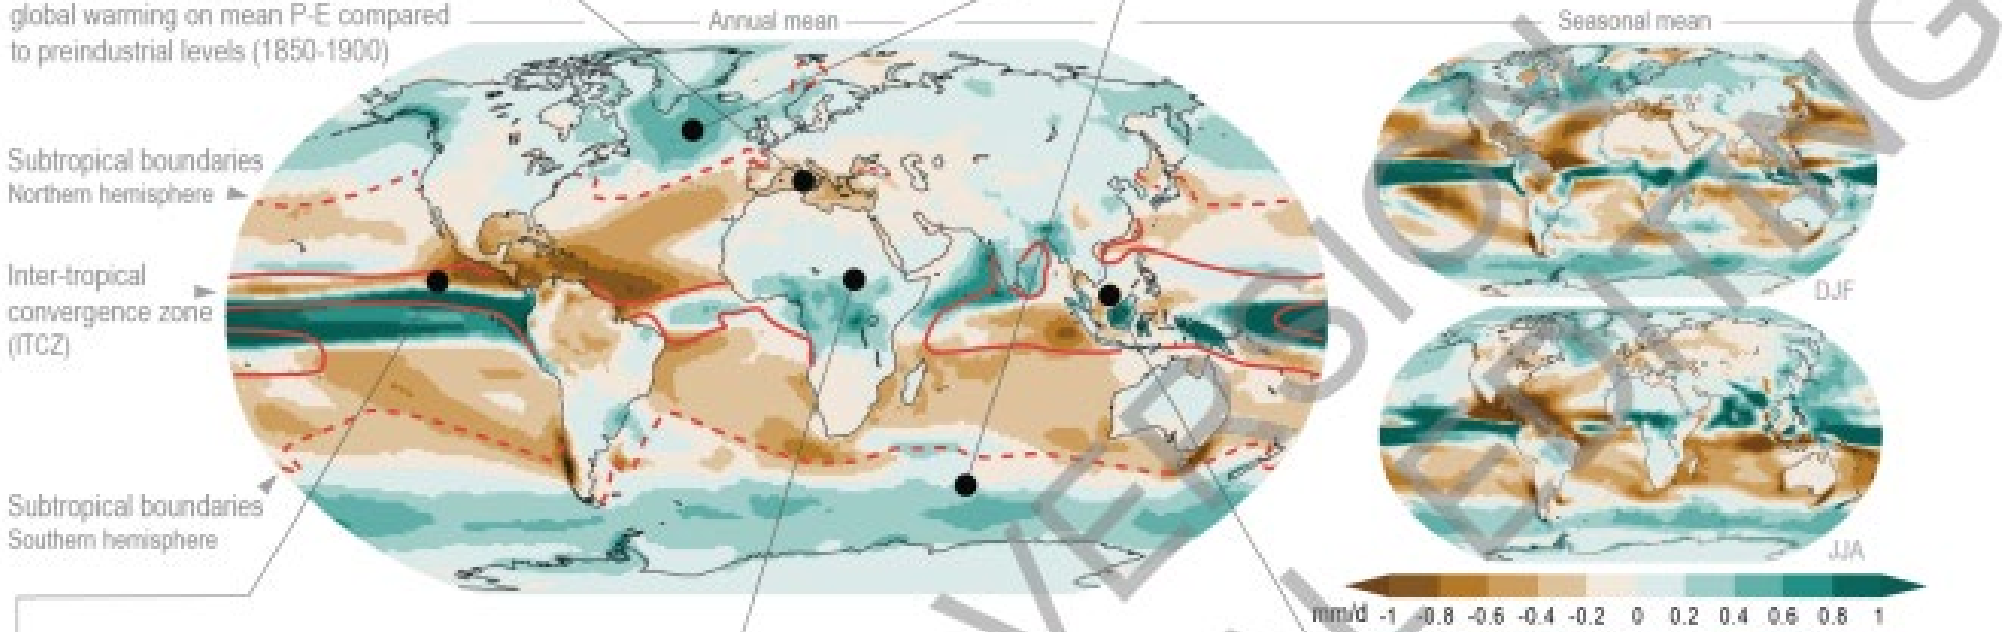 global warming on mean P-E compared
to preindustrial levels (1850-1900)
Annual mean
Seasonal mean
Subtropical boundaries
Northern hemisphere
Inter-tropical
convergence zone
(ITCZ)
Subtropical boundaries
Southern hemisphere
DJF
JJA
mm/d -1 -0.8 -0.6 -0.4 -0.2 0 0.2 0.4 0.6 0.8 1
VERSION